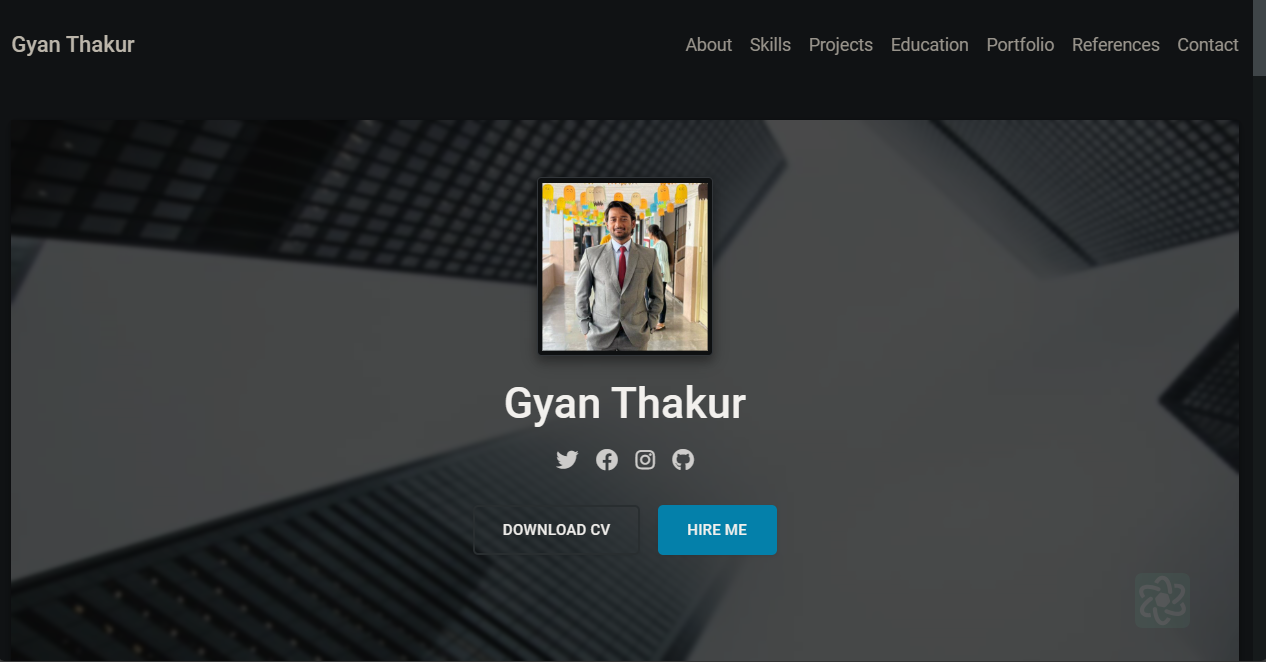 Gyan Thakur
About Skills Projects Education Portfolio References Contact
Gyan Thakur
DOWNLOAD CV HIRE ME